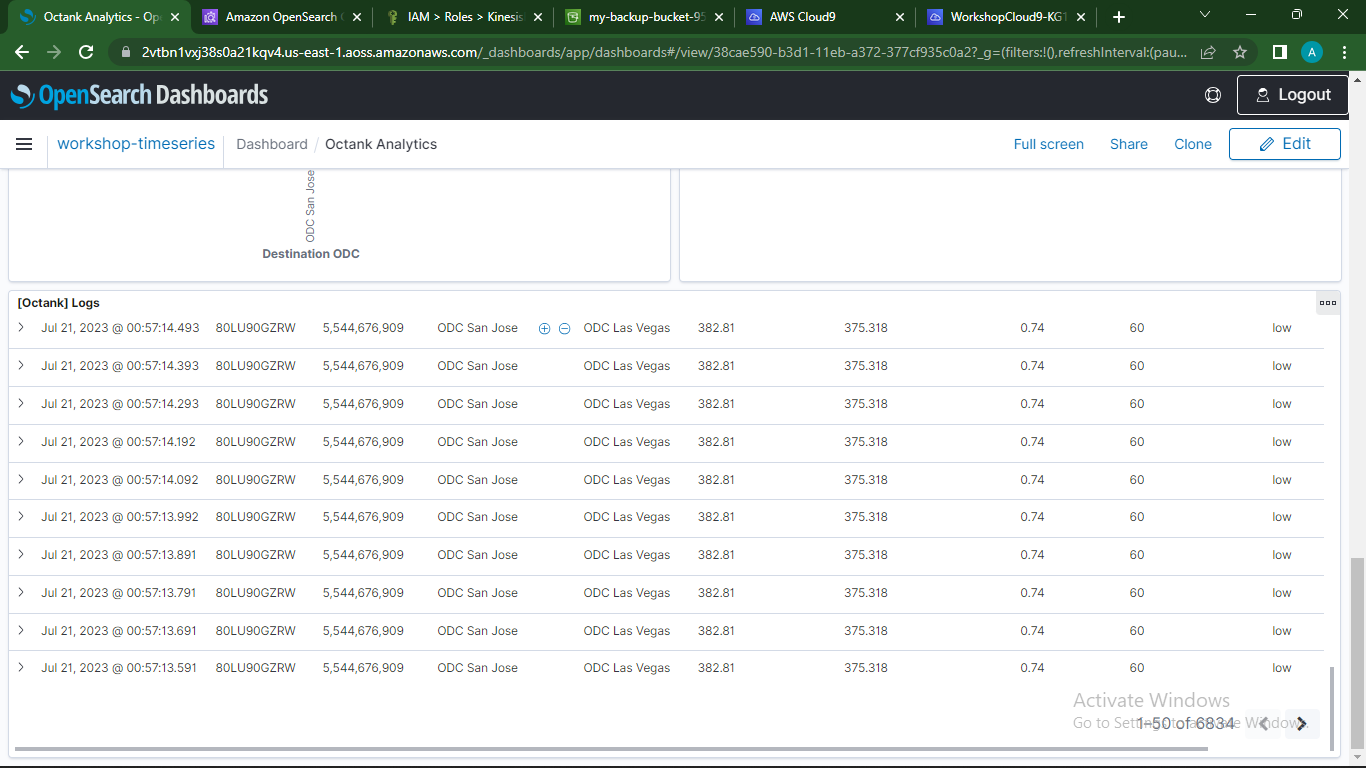 Octank Analytics - Op
Amazon OpenSearch
IAM > Roles > Kinesis
my-backup-bucket-95
AWS Cloud9
WorkshopCloud9-KG1
2vtbn1vxj38s0a21kqv4.us-east-1.aoss.amazonaws.com/_dashboards/app/dashboards#/view/38cae590-b3d1-11eb-a372-377cf935c0a2?_g=(filters:!(),refreshInterval:(pau...
A
OpenSearch Dashboards
Logout
workshop-timeseries
Dashboard / Octank Analytics
Full screen
Share
Clone
Edit
ODC San Jose
Destination ODC
[Octank] Logs
Jul 21, 2023 @ 00:57:14.493 80LU90GZRW 5,544,676,909 ODC San Jose ODC Las Vegas 382.81 375.318 0.74 60 low
Jul 21, 2023 @ 00:57:14.393 80LU90GZRW 5,544,676,909 ODC San Jose ODC Las Vegas 382.81 375.318 0.74 60 low
Jul 21, 2023 @ 00:57:14.293 80LU90GZRW 5,544,676,909 ODC San Jose ODC Las Vegas 382.81 375.318 0.74 60 low
Jul 21, 2023 @ 00:57:14.192 80LU90GZRW 5,544,676,909 ODC San Jose ODC Las Vegas 382.81 375.318 0.74 60 low
Jul 21, 2023 @ 00:57:14.092 80LU90GZRW 5,544,676,909 ODC San Jose ODC Las Vegas 382.81 375.318 0.74 60 low
Jul 21, 2023 @ 00:57:13.992 80LU90GZRW 5,544,676,909 ODC San Jose ODC Las Vegas 382.81 375.318 0.74 60 low
Jul 21, 2023 @ 00:57:13.891 80LU90GZRW 5,544,676,909 ODC San Jose ODC Las Vegas 382.81 375.318 0.74 60 low
Jul 21, 2023 @ 00:57:13.791 80LU90GZRW 5,544,676,909 ODC San Jose ODC Las Vegas 382.81 375.318 0.74 60 low
Jul 21, 2023 @ 00:57:13.691 80LU90GZRW 5,544,676,909 ODC San Jose ODC Las Vegas 382.81 375.318 0.74 60 low
Jul 21, 2023 @ 00:57:13.591 80LU90GZRW 5,544,676,909 ODC San Jose ODC Las Vegas 382.81 375.318 0.74 60 low
Activate Windows
Go to Settings to activate Windows.
1–50 of 6834